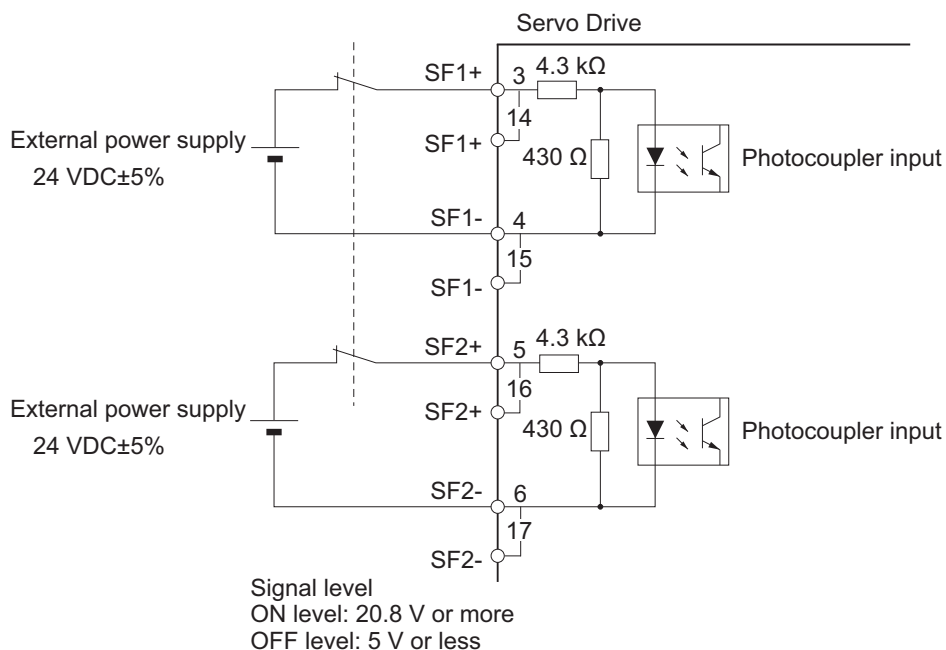 Servo Drive
SF1+ 3 4.3 kΩ
14
External power supply SF1+ 430 Ω Photocoupler input
24 VDC±5%
SF1- 4
15
SF1-
SF2+ 5 4.3 kΩ
16
External power supply SF2+ 430 Ω Photocoupler input
24 VDC±5%
SF2- 6
17
SF2-
Signal level
ON level: 20.8 V or more
OFF level: 5 V or less